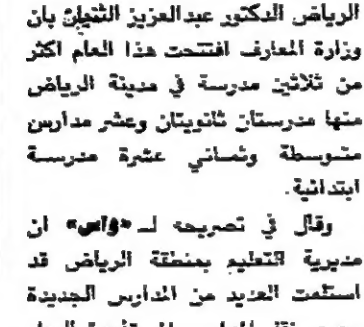 الرياض الدكتور عبدالعزيز الثنيان بان
وزارة المعارف افتتحت هذا العام اكثر
من ثلاثين مدرسة في مدينة الرياض
منها مدرستان ثانويتان وعشر مدارس
متوسطة وثماني عشرة مدرسة
ابتدائية.
وقال في تصريحه لـ «واس» ان
مديرية التعليم بمنطقة الرياض قد
استلمت العديد من المدارس الجديدة